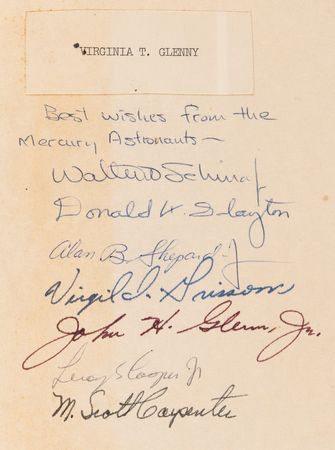 VIRGINIA T. GLENNY
Best wishes from the
Mercury Astronauts—
Walter M Schirra Jr
Donald K. Slayton
Alan B. Shepard Jr
Virgil I. Grissom
John H. Glenn, Jr.
Leroy G Cooper Jr
M. Scott Carpenter